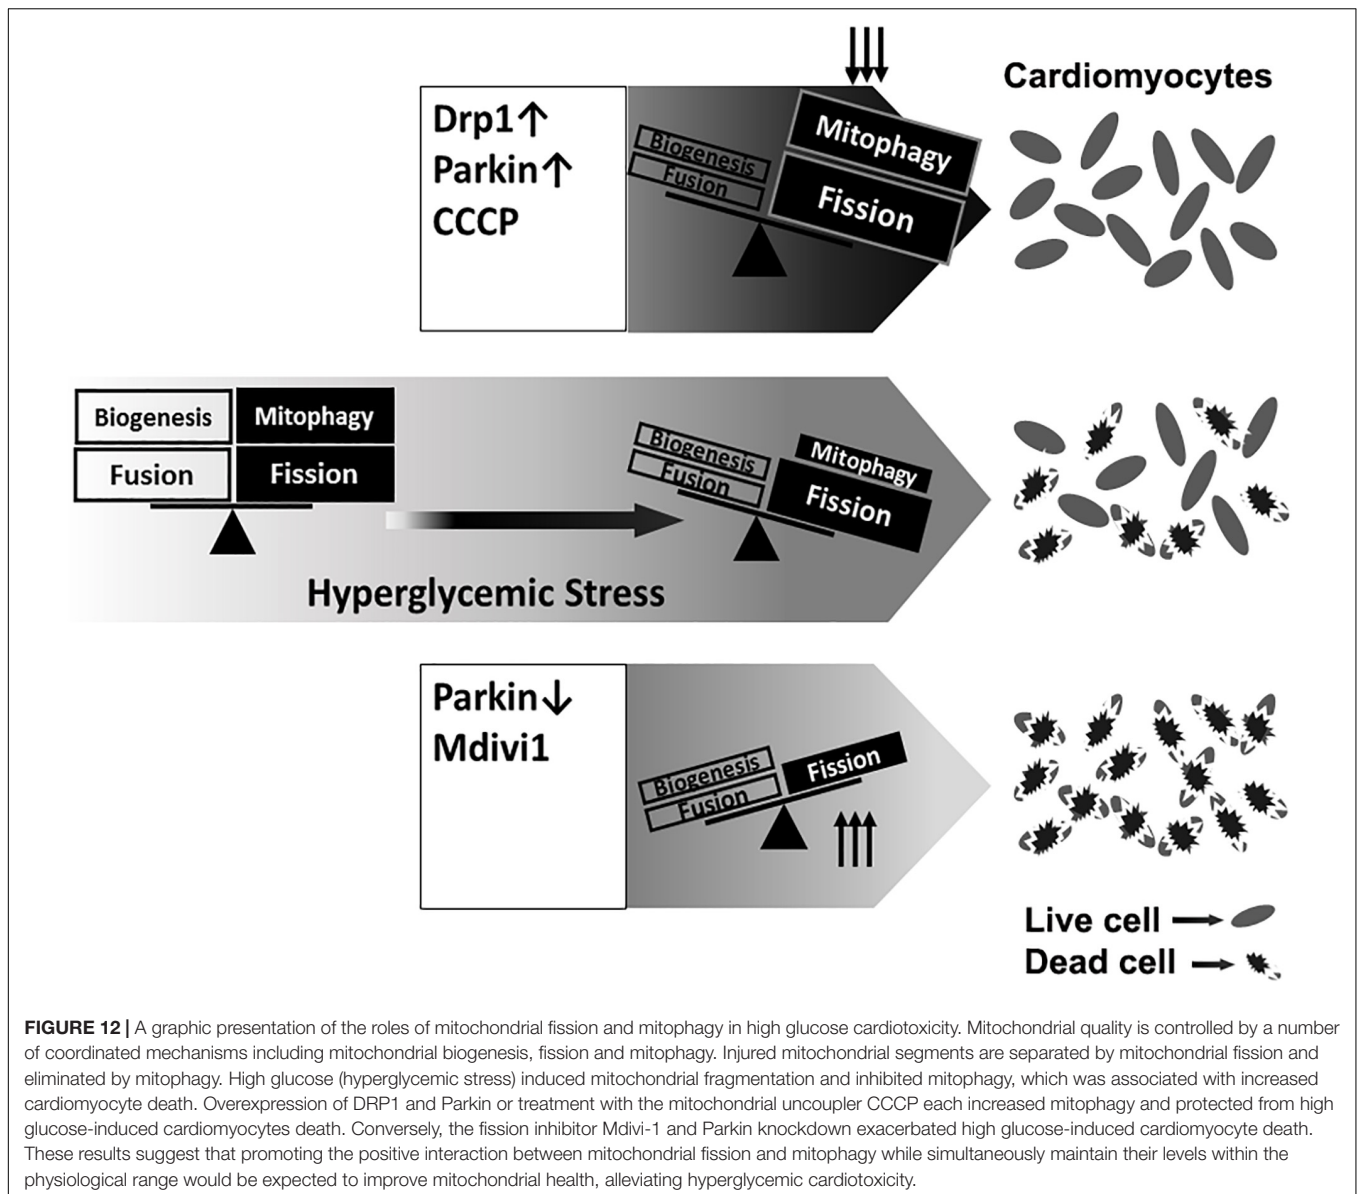 Cardiomyocytes
Drp1↑
Parkin↑
CCCP
Biogenesis
Fusion
Mitophagy
Fission
Biogenesis
Mitophagy
Fusion
Fission
Biogenesis
Fusion
Mitophagy
Fission
Hyperglycemic Stress
Parkin↓
Mdivi1
Biogenesis
Fusion
Fission
Live cell
Dead cell
FIGURE 12 | A graphic presentation of the roles of mitochondrial fission and mitophagy in high glucose cardiotoxicity. Mitochondrial quality is controlled by a number
of coordinated mechanisms including mitochondrial biogenesis, fission and mitophagy. Injured mitochondrial segments are separated by mitochondrial fission and
eliminated by mitophagy. High glucose (hyperglycemic stress) induced mitochondrial fragmentation and inhibited mitophagy, which was associated with increased
cardiomyocyte death. Overexpression of DRP1 and Parkin or treatment with the mitochondrial uncoupler CCCP each increased mitophagy and protected from high
glucose-induced cardiomyocytes death. Conversely, the fission inhibitor Mdivi-1 and Parkin knockdown exacerbated high glucose-induced cardiomyocyte death.
These results suggest that promoting the positive interaction between mitochondrial fission and mitophagy while simultaneously maintain their levels within the
physiological range would be expected to improve mitochondrial health, alleviating hyperglycemic cardiotoxicity.